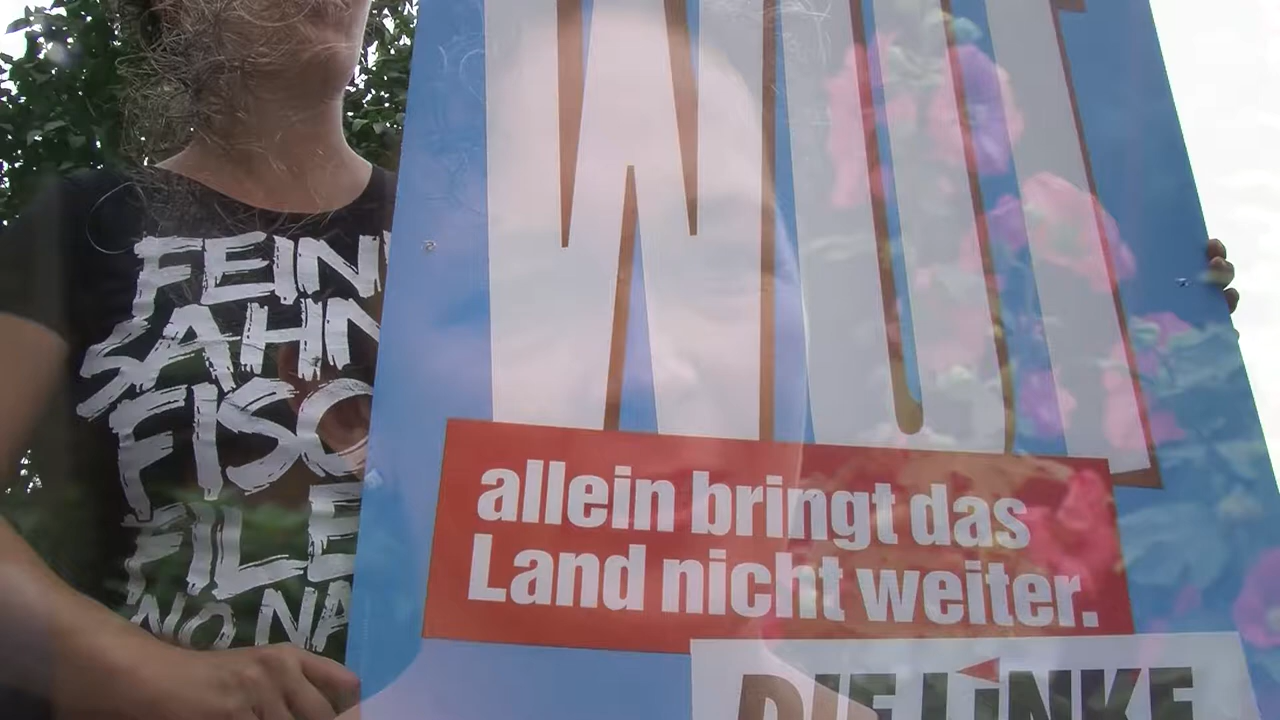 FEIN
SAHN
FISC
FILE
NO NA
WUT
allein bringt das
Land nicht weiter.
DIE LiNKE